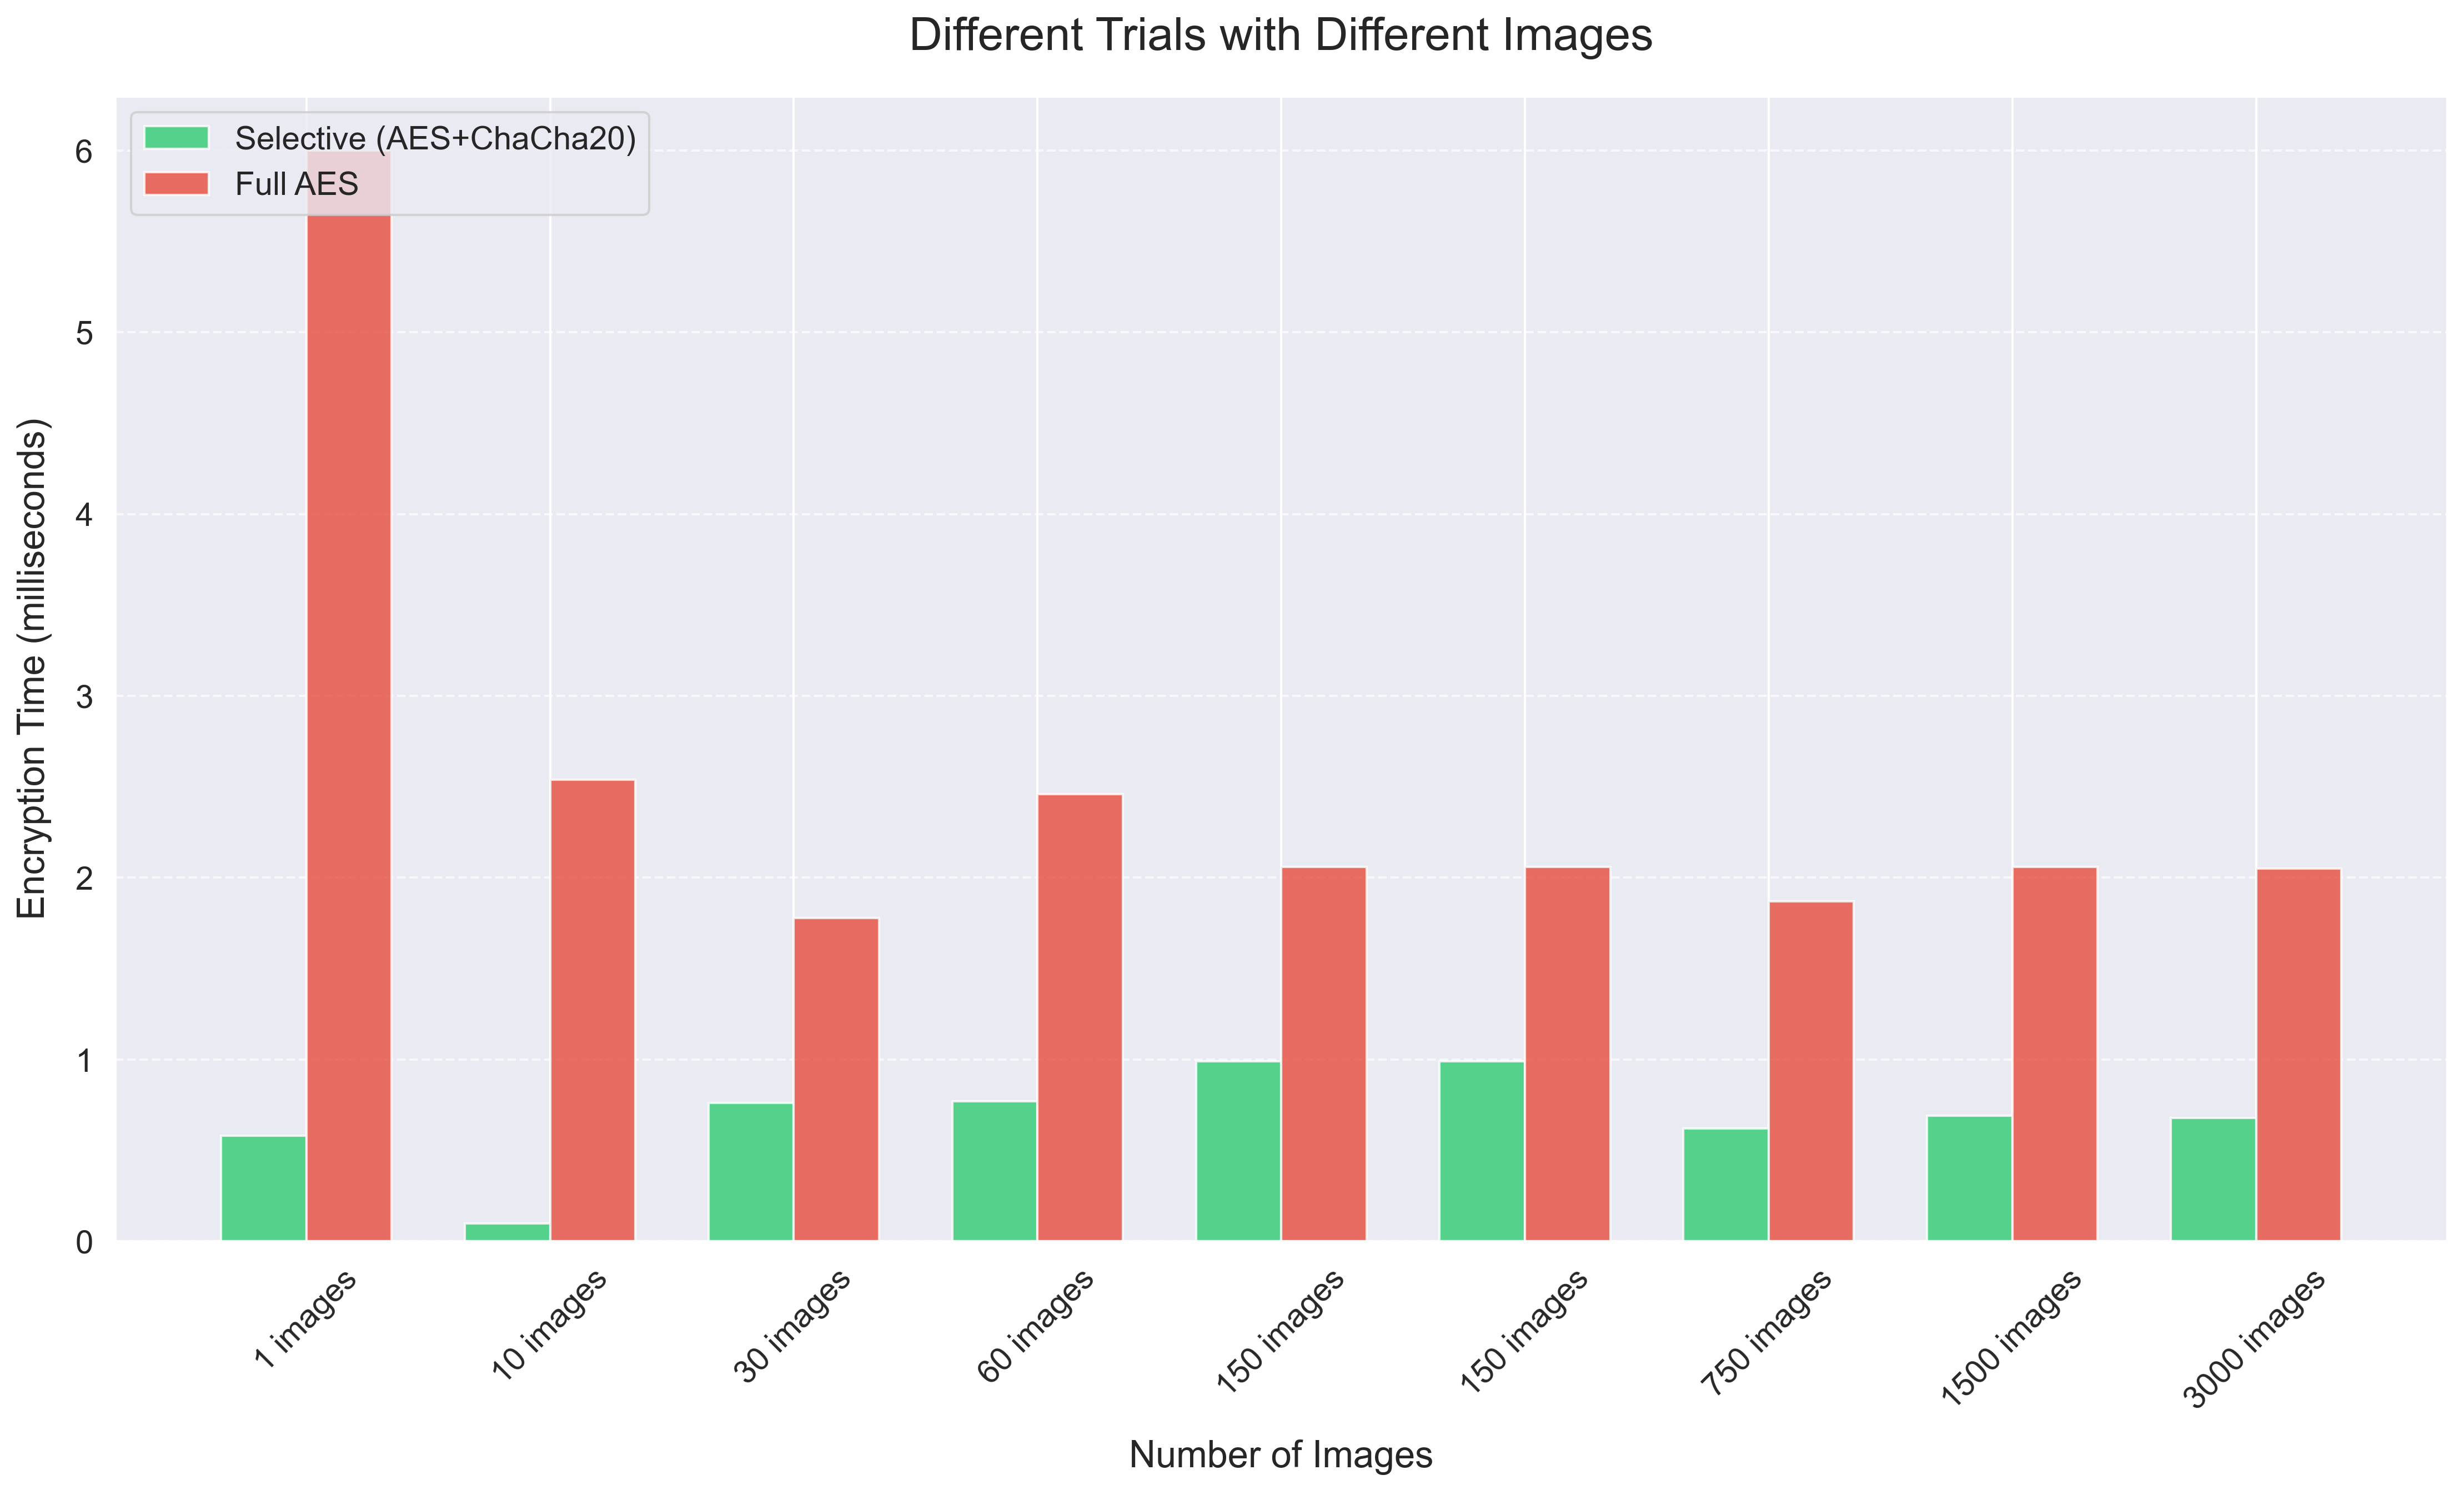 Different Trials with Different Images
Selective (AES+ChaCha20)
Full AES
Encryption Time (milliseconds)
6
5
4
3
2
1
0
1 images
10 images
30 images
60 images
150 images
150 images
750 images
1500 images
3000 images
Number of Images